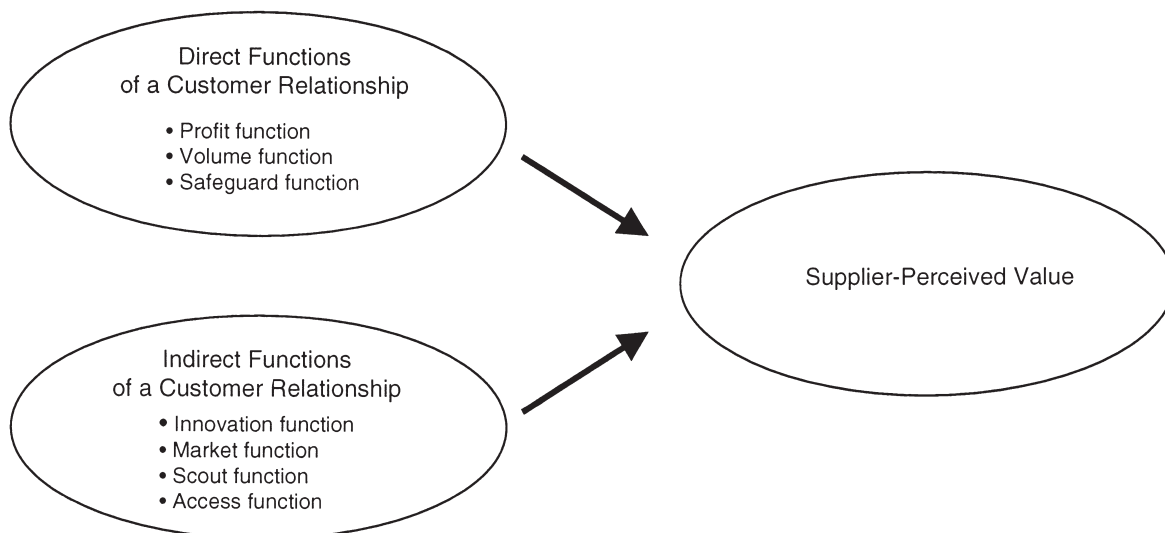 Direct Functions
of a Customer Relationship
• Profit function
• Volume function
• Safeguard function
Supplier-Perceived Value
Indirect Functions
of a Customer Relationship
• Innovation function
• Market function
• Scout function
• Access function